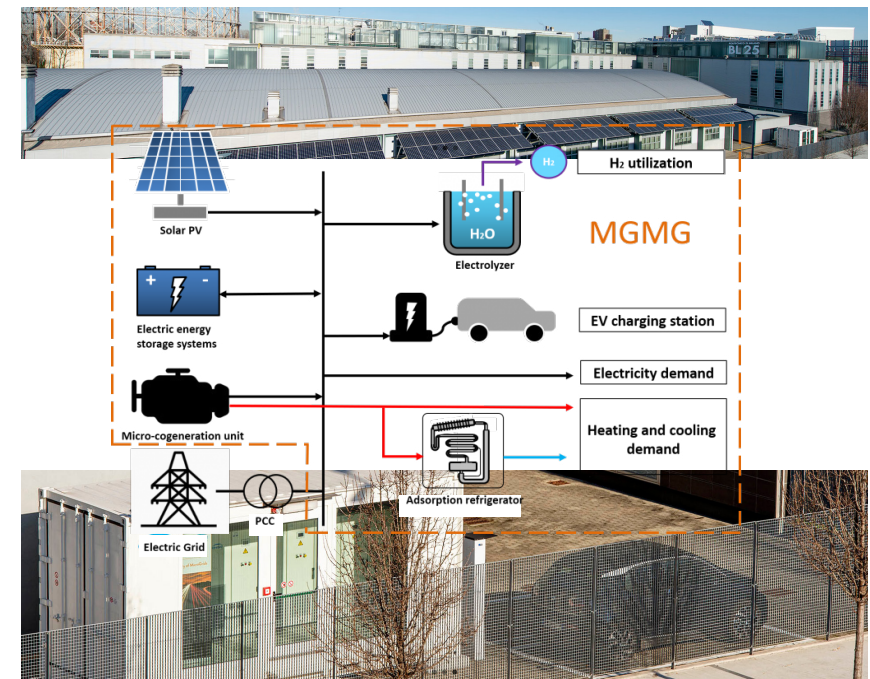 BL 25
H₂
H₂ utilization
Solar PV
H₂O
MGMG
Electrolyzer
+ -
Electric energy
storage systems
EV charging station
Electricity demand
Micro-cogeneration unit
Heating and cooling
demand
Adsorption refrigerator
PCC
Electric Grid